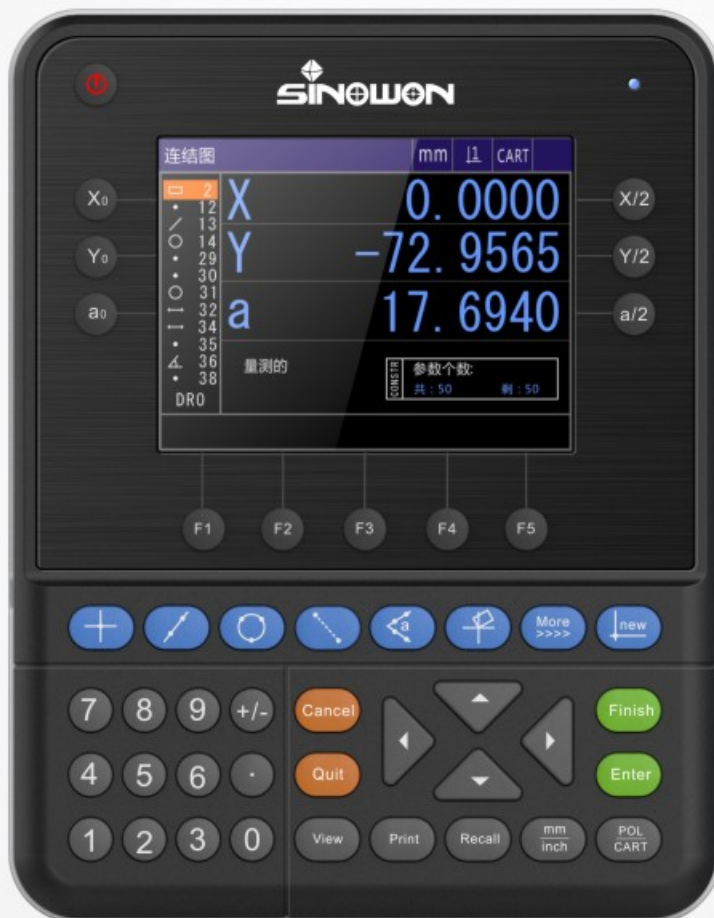 SINOWON
连结图 mm 1 CART
X₀ X 0.0000 X/2
Y₀ Y -72.9565 Y/2
a₀ a 17.6940 a/2
2
12
13
14
29
30
31
32
34
35
36
38
DRO
量测的
CONSTR
参数个数:
共:50 剩:50
F1 F2 F3 F4 F5
a More >>>> new
7 8 9 +/- Cancel Finish
4 5 6 . Quit Enter
1 2 3 0 View Print Recall mm/inch POL/CART